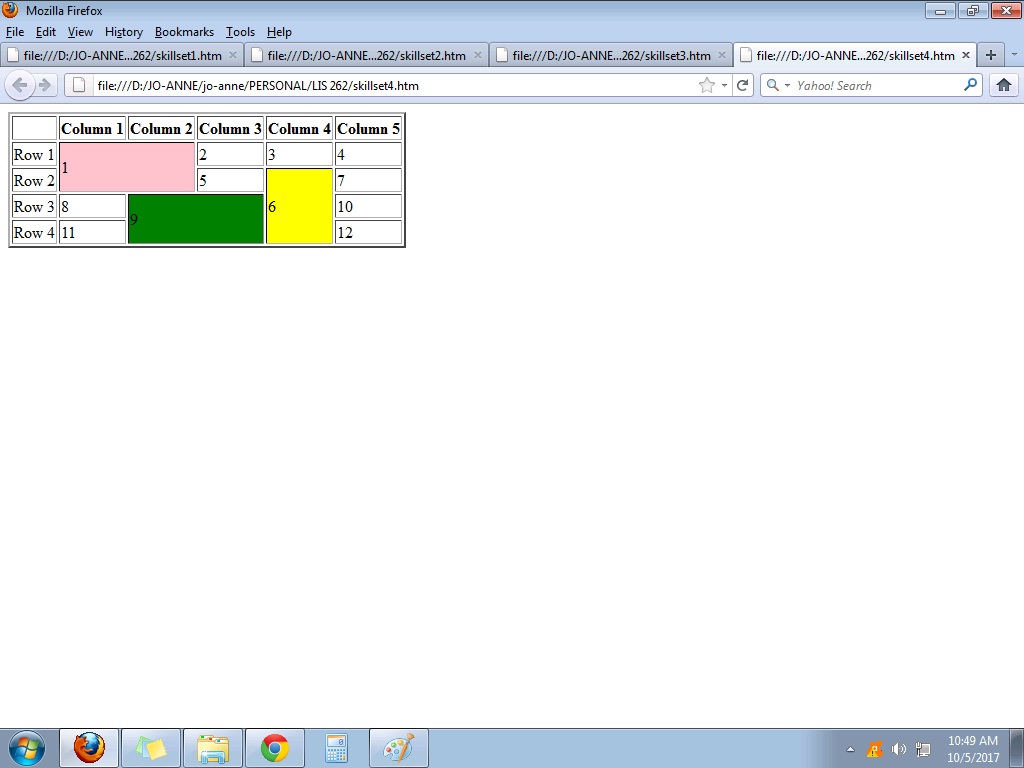 Mozilla Firefox
File Edit View History Bookmarks Tools Help
file:///D:/JO-ANNE...262/skillset1.htm file:///D:/JO-ANNE...262/skillset2.htm file:///D:/JO-ANNE...262/skillset3.htm file:///D:/JO-ANNE...262/skillset4.htm
file:///D:/JO-ANNE/jo-anne/PERSONAL/LIS 262/skillset4.htm Yahoo! Search
Column 1 Column 2 Column 3 Column 4 Column 5
Row 1 1 2 3 4
Row 2 5 6 7
Row 3 8 9 10
Row 4 11 12
10:49 AM
10/5/2017